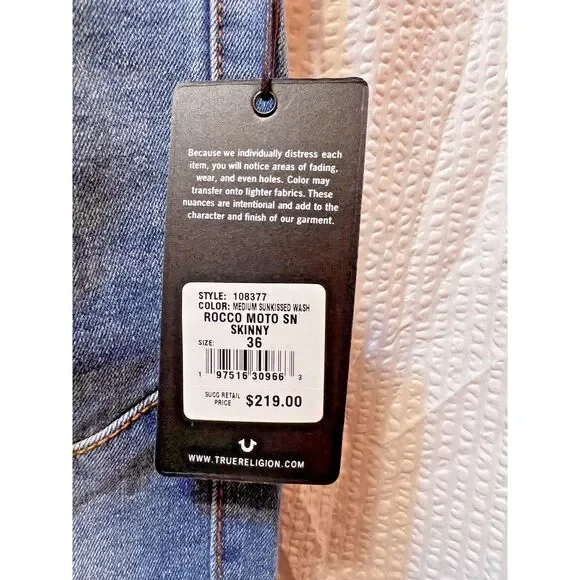 Because we individually distress each
item, you will notice areas of fading,
wear, and even holes. Color may
transfer onto lighter fabrics. These
nuances are intentional and add to the
character and finish of our garment.
STYLE: 108377
COLOR: MEDIUM SUNKISSED WASH
ROCCO MOTO SN
SKINNY
SIZE: 36
1 97516 30966 3
SUGG RETAIL
PRICE $219.00
WWW.TRUERELIGION.COM